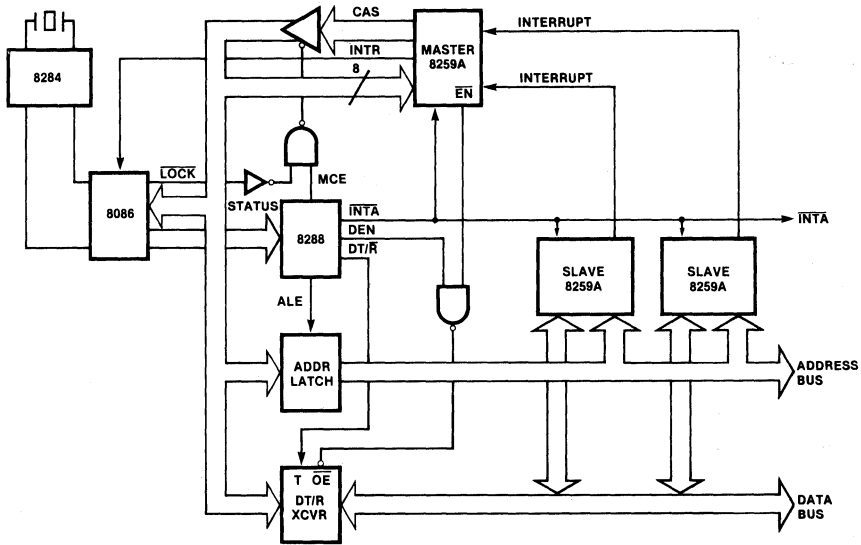 CAS
INTERRUPT
MASTER
8259A
INTR
8
INTERRUPT
8284
EN
LOCK
MCE
STATUS
8086
INTA
INTA
8288
DEN
DT/R
SLAVE
8259A
SLAVE
8259A
ALE
ADDR
LATCH
ADDRESS
BUS
T OE
DT/R
XCVR
DATA
BUS